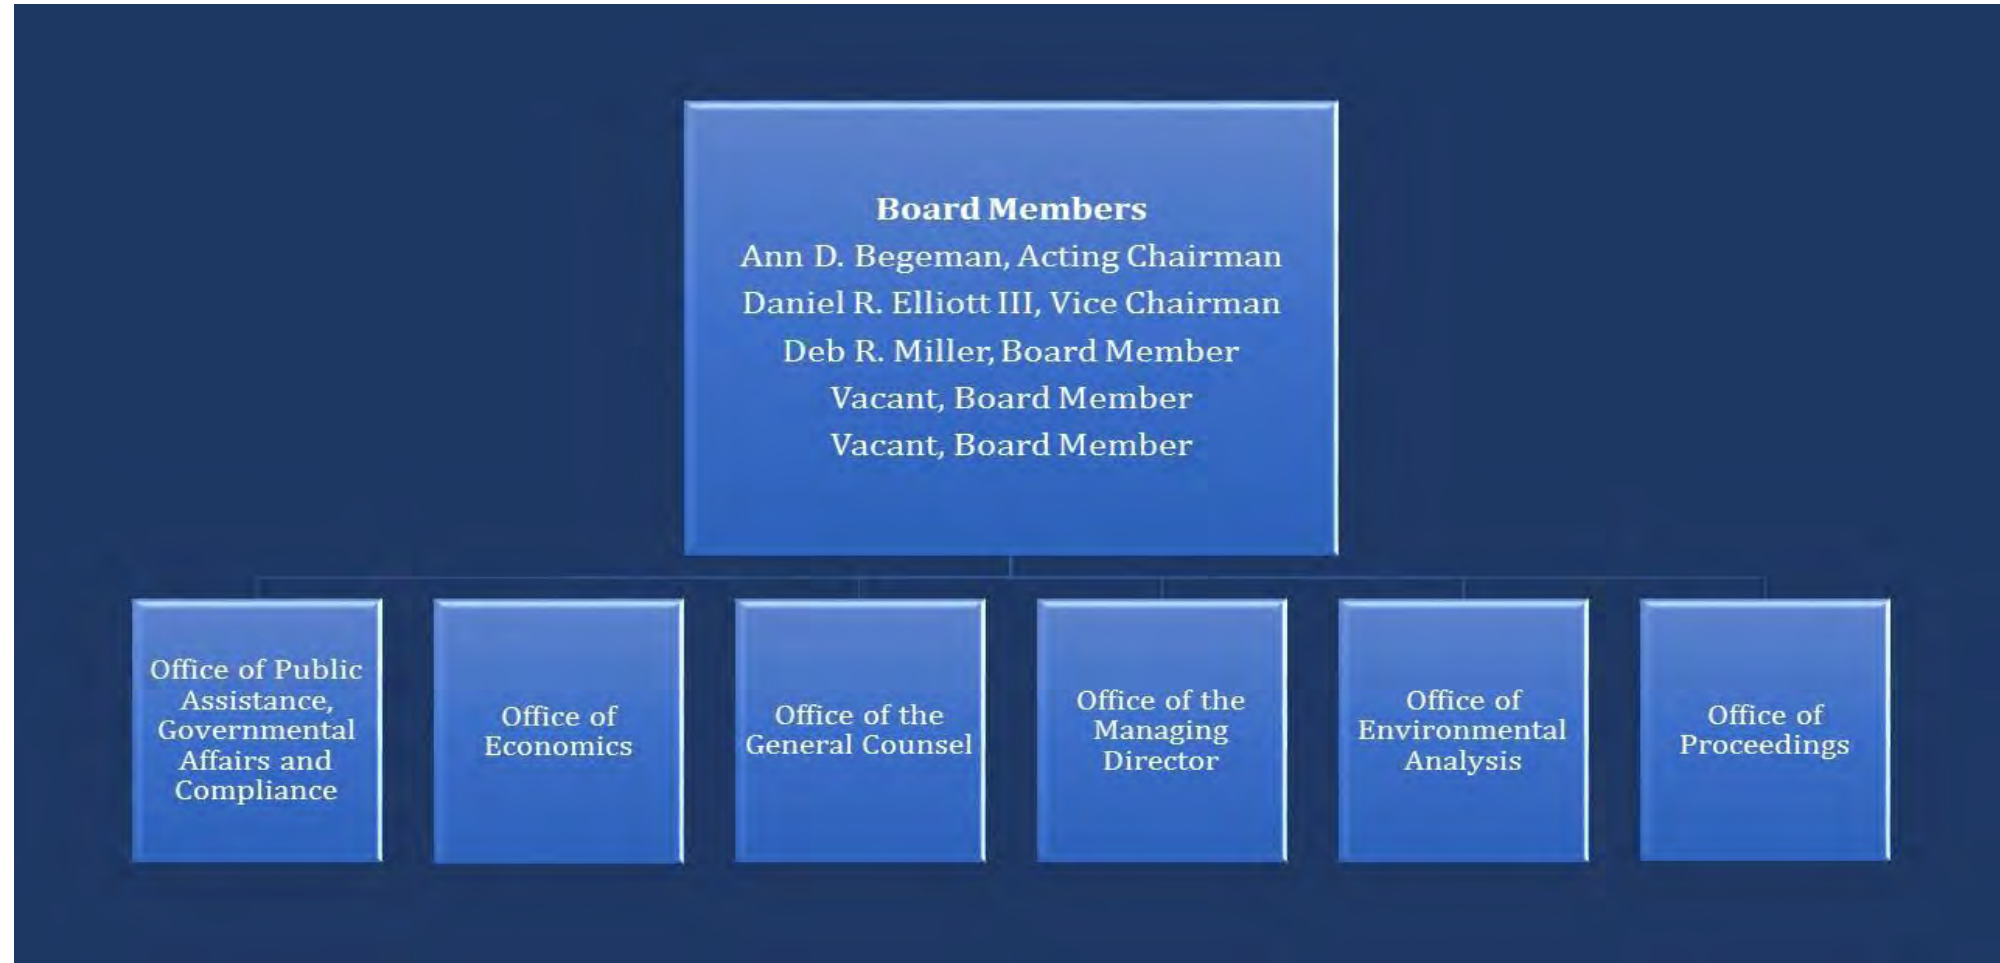 Board Members
Ann D. Begeman, Acting Chairman
Daniel R. Elliott III, Vice Chairman
Deb R. Miller, Board Member
Vacant, Board Member
Vacant, Board Member
Office of Public
Assistance,
Governmental
Affairs and
Compliance
Office of
Economics
Office of the
General Counsel
Office of the
Managing
Director
Office of
Environmental
Analysis
Office of
Proceedings